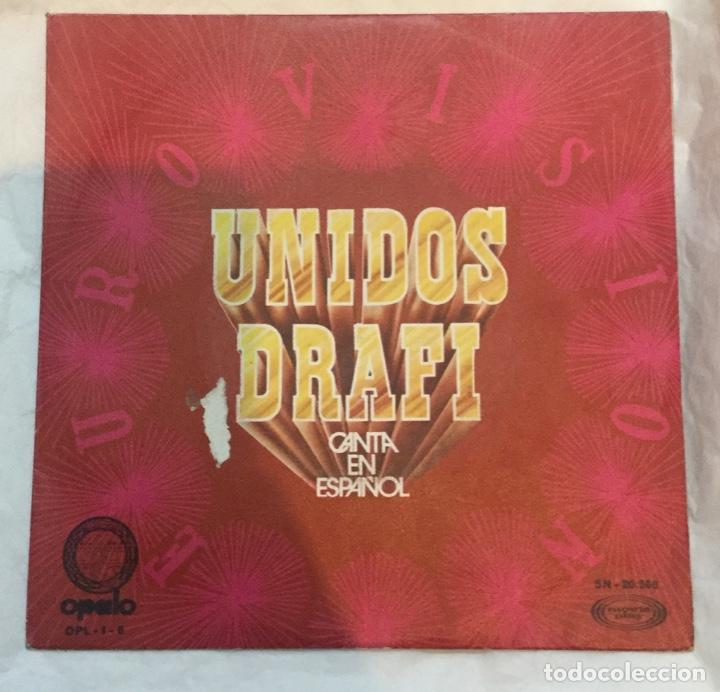 EUROVISION
UNIDOS
DRAFI
CANTA
EN
ESPAÑOL
opalo
OPL-1-6
todocoleccion